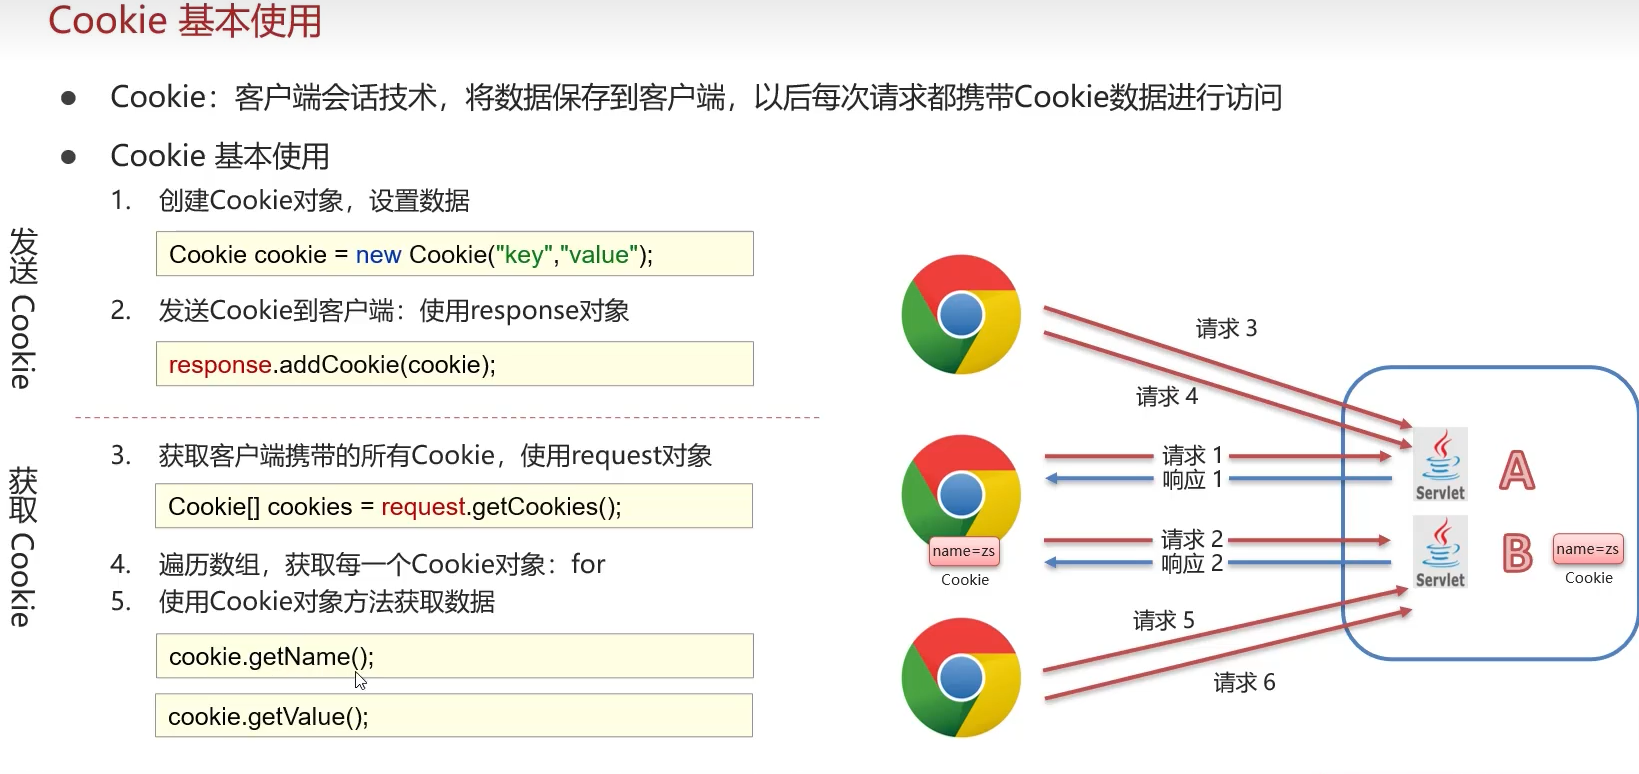 Cookie 基本使用
● Cookie：客户端会话技术，将数据保存到客户端，以后每次请求都携带Cookie数据进行访问
● Cookie 基本使用
发送 Cookie
1. 创建Cookie对象，设置数据
Cookie cookie = new Cookie("key","value");
2. 发送Cookie到客户端：使用response对象
response.addCookie(cookie);
获取 Cookie
3. 获取客户端携带的所有Cookie，使用request对象
Cookie[] cookies = request.getCookies();
4. 遍历数组，获取每一个Cookie对象：for
5. 使用Cookie对象方法获取数据
cookie.getName();
cookie.getValue();
请求 3
请求 4
请求 1
响应 1
Servlet
A
请求 2
响应 2
name=zs
Cookie
Servlet
B
name=zs
Cookie
请求 5
请求 6